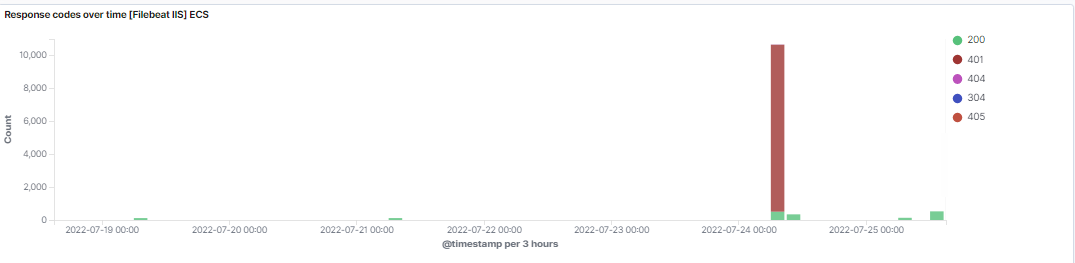 Response codes over time [Filebeat IIS] ECS
10,000
8,000
6,000
4,000
2,000
0
Count
2022-07-19 00:00 2022-07-20 00:00 2022-07-21 00:00 2022-07-22 00:00 2022-07-23 00:00 2022-07-24 00:00 2022-07-25 00:00
@timestamp per 3 hours
200
401
404
304
405